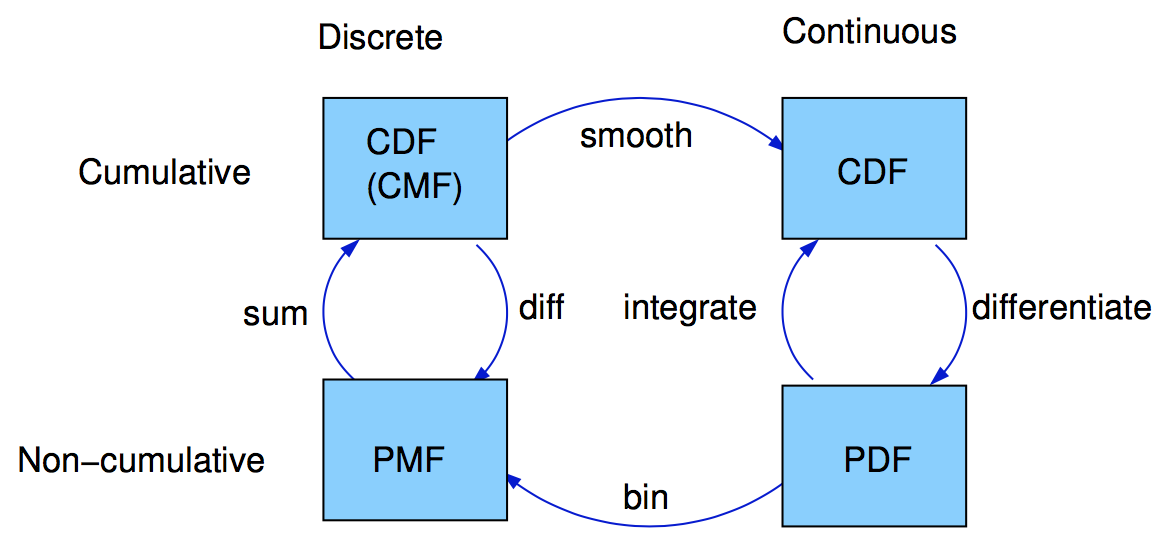 Discrete
Continuous
CDF
(CMF)
smooth
CDF
Cumulative
sum
diff
integrate
differentiate
Non−cumulative
PMF
PDF
bin